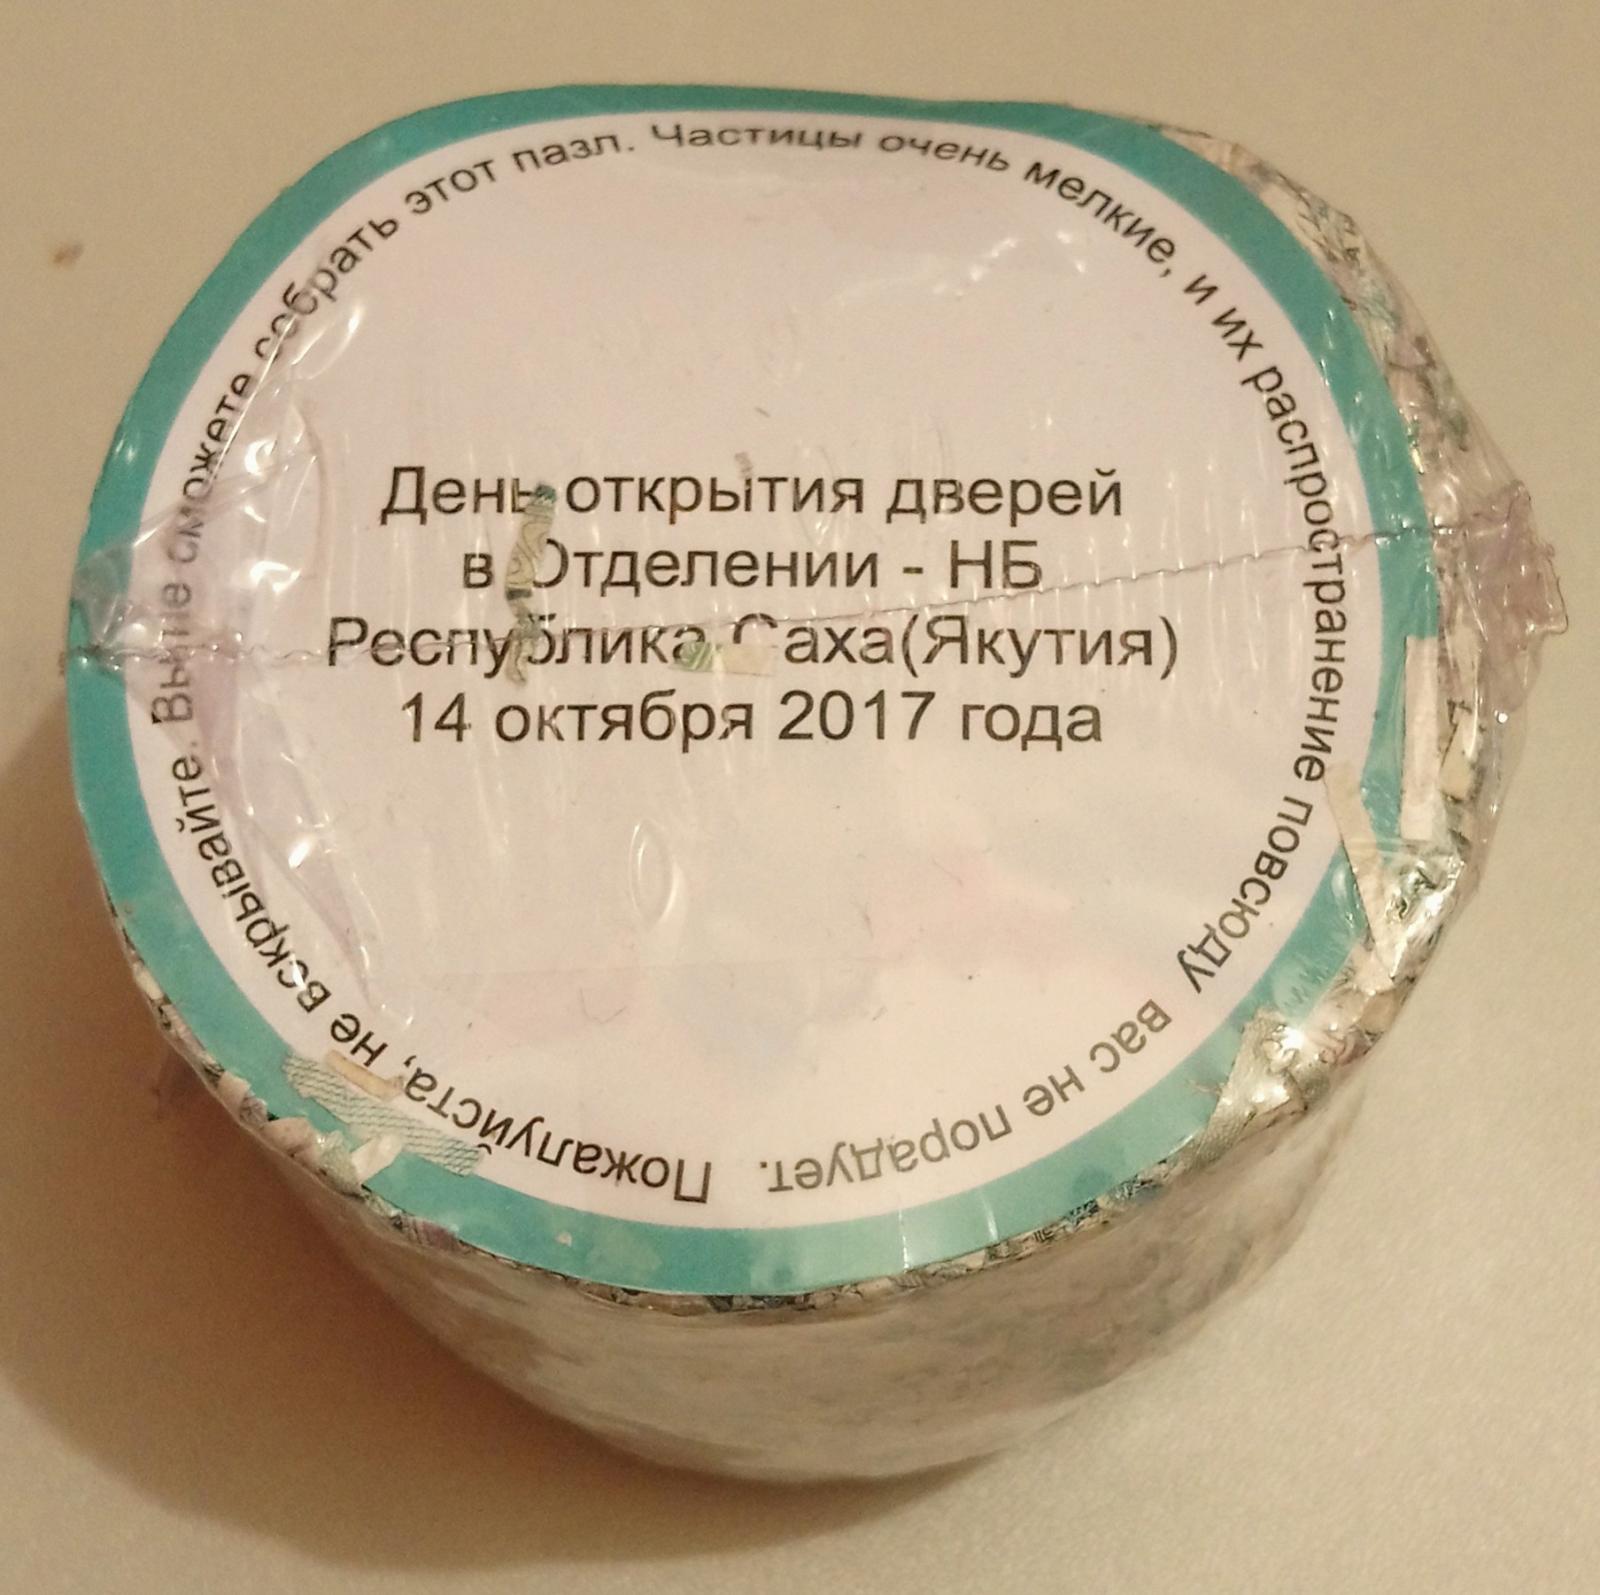 День открытия дверей
в Отделении - НБ
Республика Саха(Якутия)
14 октября 2017 года
Пожалуйста, не вскрывайте. Вы не сможете собрать этот пазл. Частицы очень мелкие, и их распространение повсюду вас не порадует.